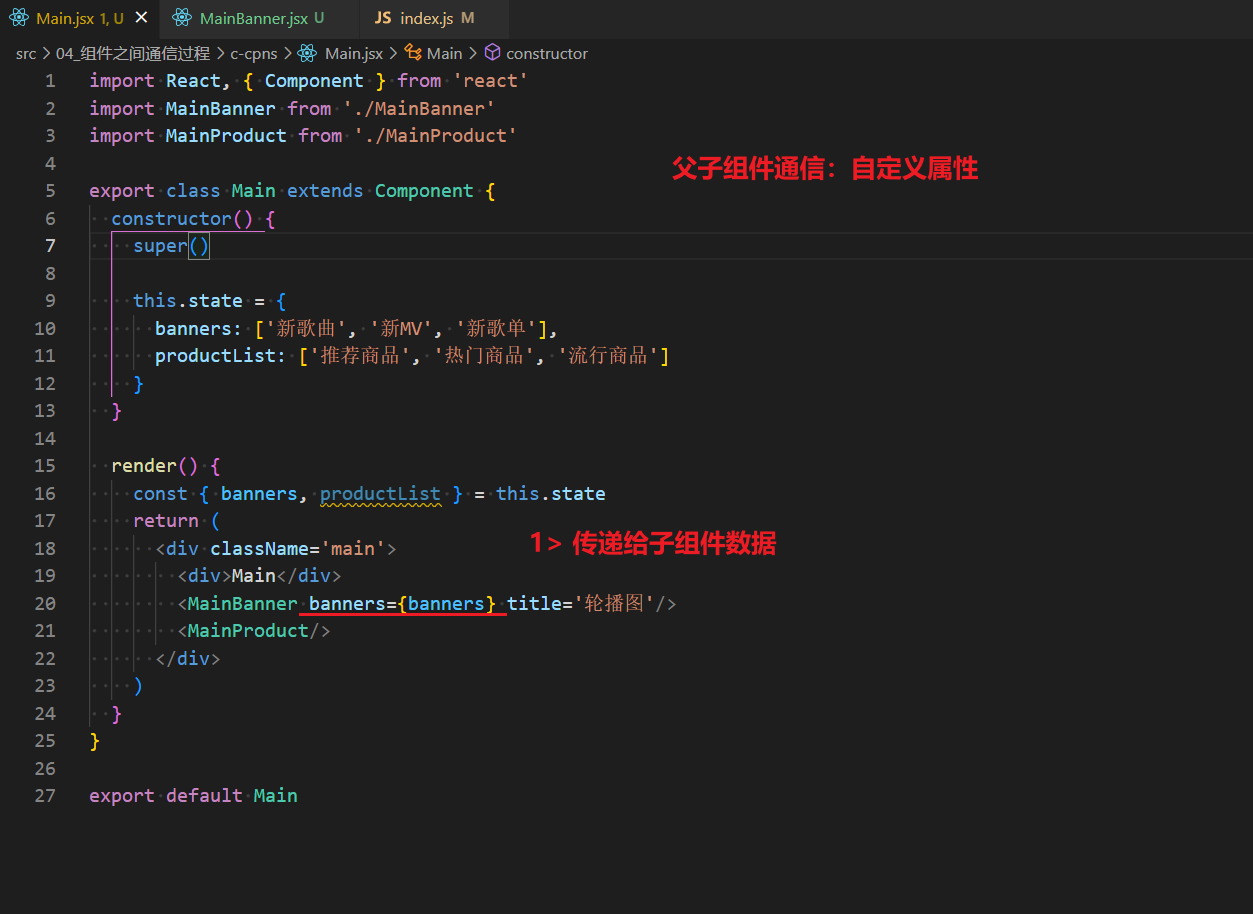 Main.jsx 1, U MainBanner.jsx U JS index.js M
src > 04_组件之间通信过程 > c-cpns > Main.jsx > Main > constructor
1 import React, { Component } from 'react'
2 import MainBanner from './MainBanner'
3 import MainProduct from './MainProduct'
4
父子组件通信：自定义属性
5 export class Main extends Component {
6 constructor() {
7 super()
8
9 this.state = {
10 banners: ['新歌曲', '新MV', '新歌单'],
11 productList: ['推荐商品', '热门商品', '流行商品']
12 }
13 }
14
15 render() {
16 const { banners, productList } = this.state
17 return (
1> 传递给子组件数据
18 <div className='main'>
19 <div>Main</div>
20 <MainBanner banners={banners} title='轮播图'/>
21 <MainProduct/>
22 </div>
23 )
24 }
25 }
26
27 export default Main